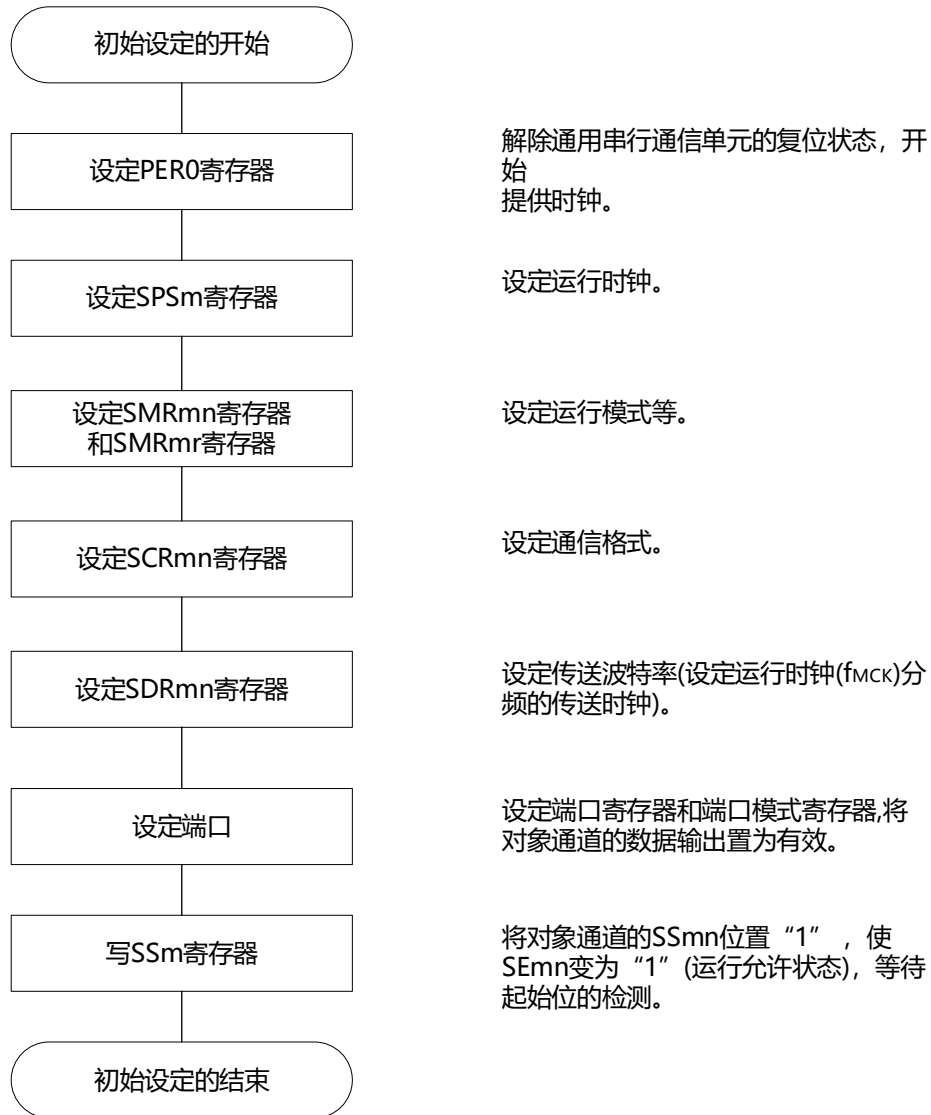 初始设定的开始
设定PER0寄存器
解除通用串行通信单元的复位状态，开
始
提供时钟。
设定SPSm寄存器
设定运行时钟。
设定SMRmn寄存器
和SMRmr寄存器
设定运行模式等。
设定SCRmn寄存器
设定通信格式。
设定SDRmn寄存器
设定传送波特率(设定运行时钟(fMCK)分
频的传送时钟)。
设定端口
设定端口寄存器和端口模式寄存器,将
对象通道的数据输出置为有效。
写SSm寄存器
将对象通道的SSmn位置“1”，使
SEmn变为“1”(运行允许状态)，等待
起始位的检测。
初始设定的结束